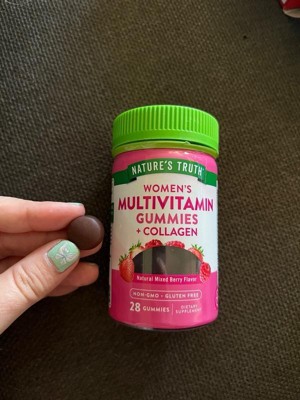 NATURE'S TRUTH
WOMEN'S
MULTIVITAMIN
GUMMIES
+ COLLAGEN
Natural Mixed Berry Flavor
NON-GMO • GLUTEN FREE
28 GUMMIES
DIETARY
SUPPLEMENT